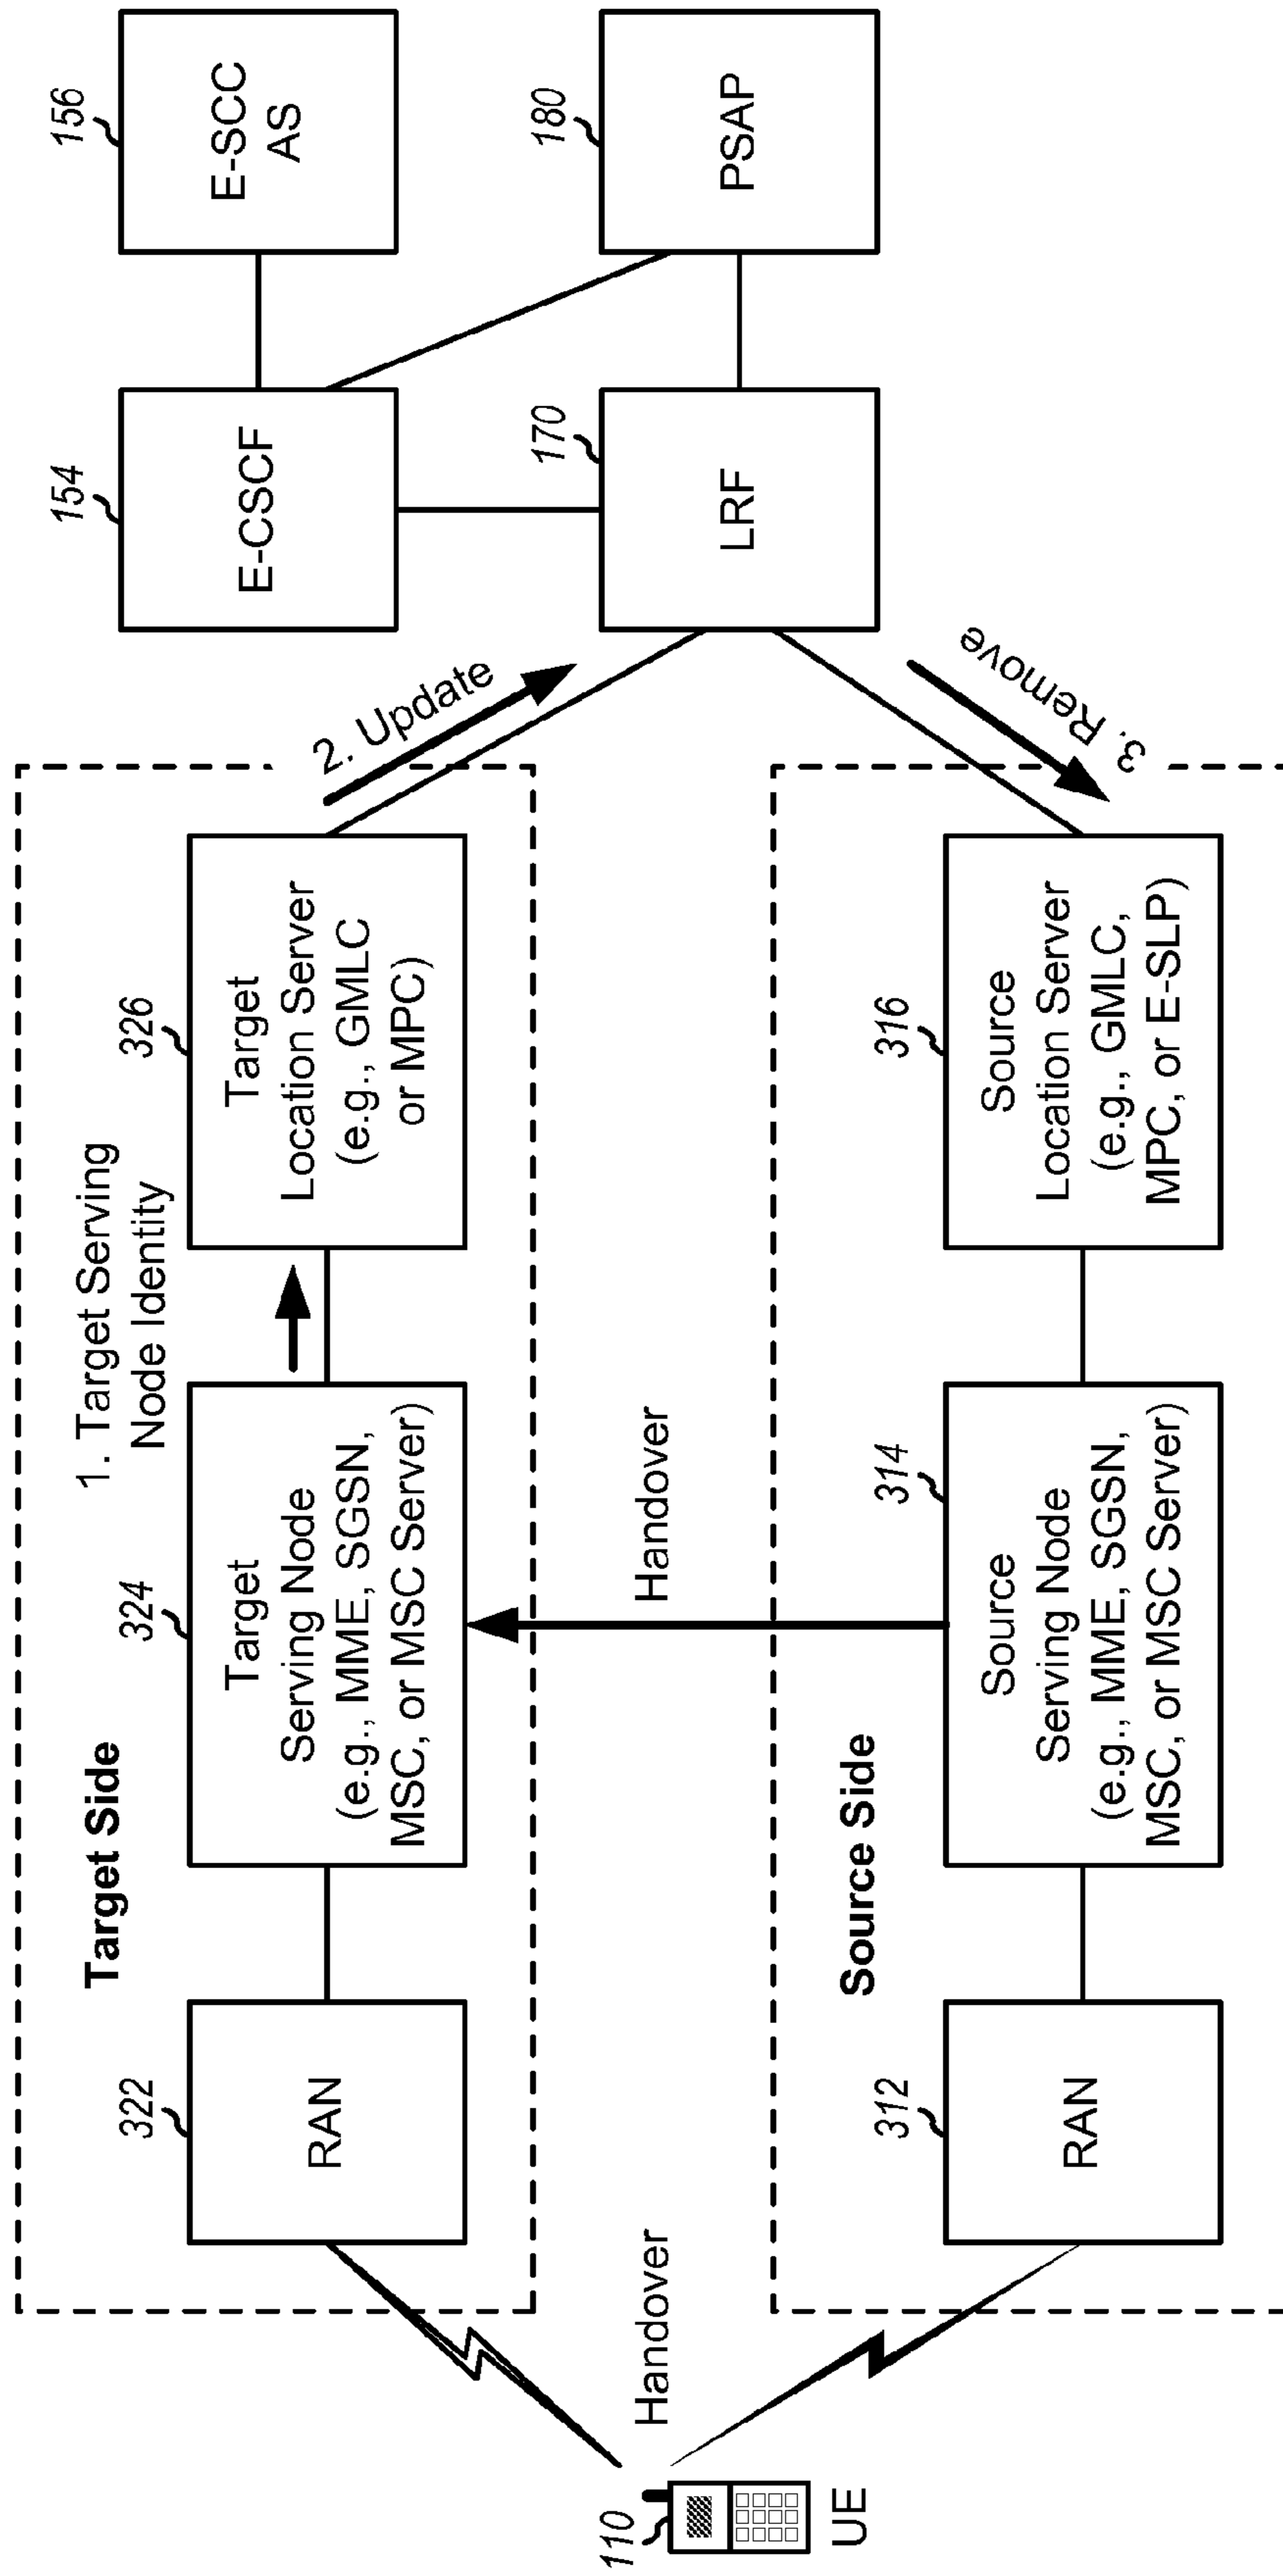 Target Side
1. Target Serving
Node Identity
322
RAN
324
Target
Serving Node
(e.g., MME, SGSN,
MSC, or MSC Server)
326
Target
Location Server
(e.g., GMLC
or MPC)
2. Update
154
E-CSCF
156
E-SCC
AS
110
UE
Handover
Handover
170
LRF
180
PSAP
3. Remove
Source Side
312
RAN
314
Source
Serving Node
(e.g., MME, SGSN,
MSC, or MSC Server)
316
Source
Location Server
(e.g., GMLC,
MPC, or E-SLP)